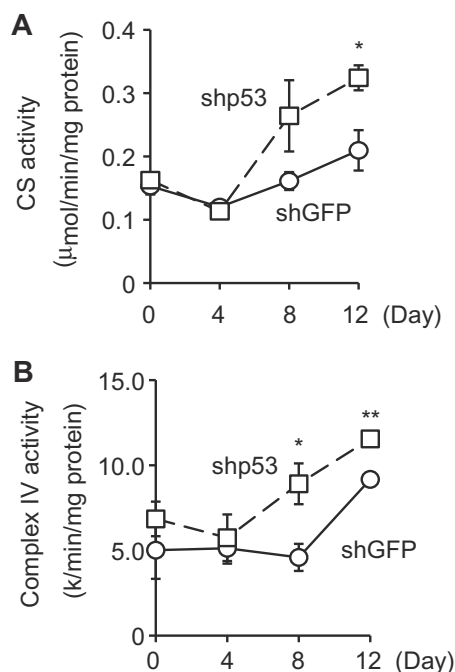 A
CS activity
(μmol/min/mg protein)
0.4
0.3
0.2
0.1
0
shp53
*
shGFP
0 4 8 12 (Day)
B
Complex IV activity
(k/min/mg protein)
15.0
10.0
5.0
0
shp53
*
**
shGFP
0 4 8 12 (Day)